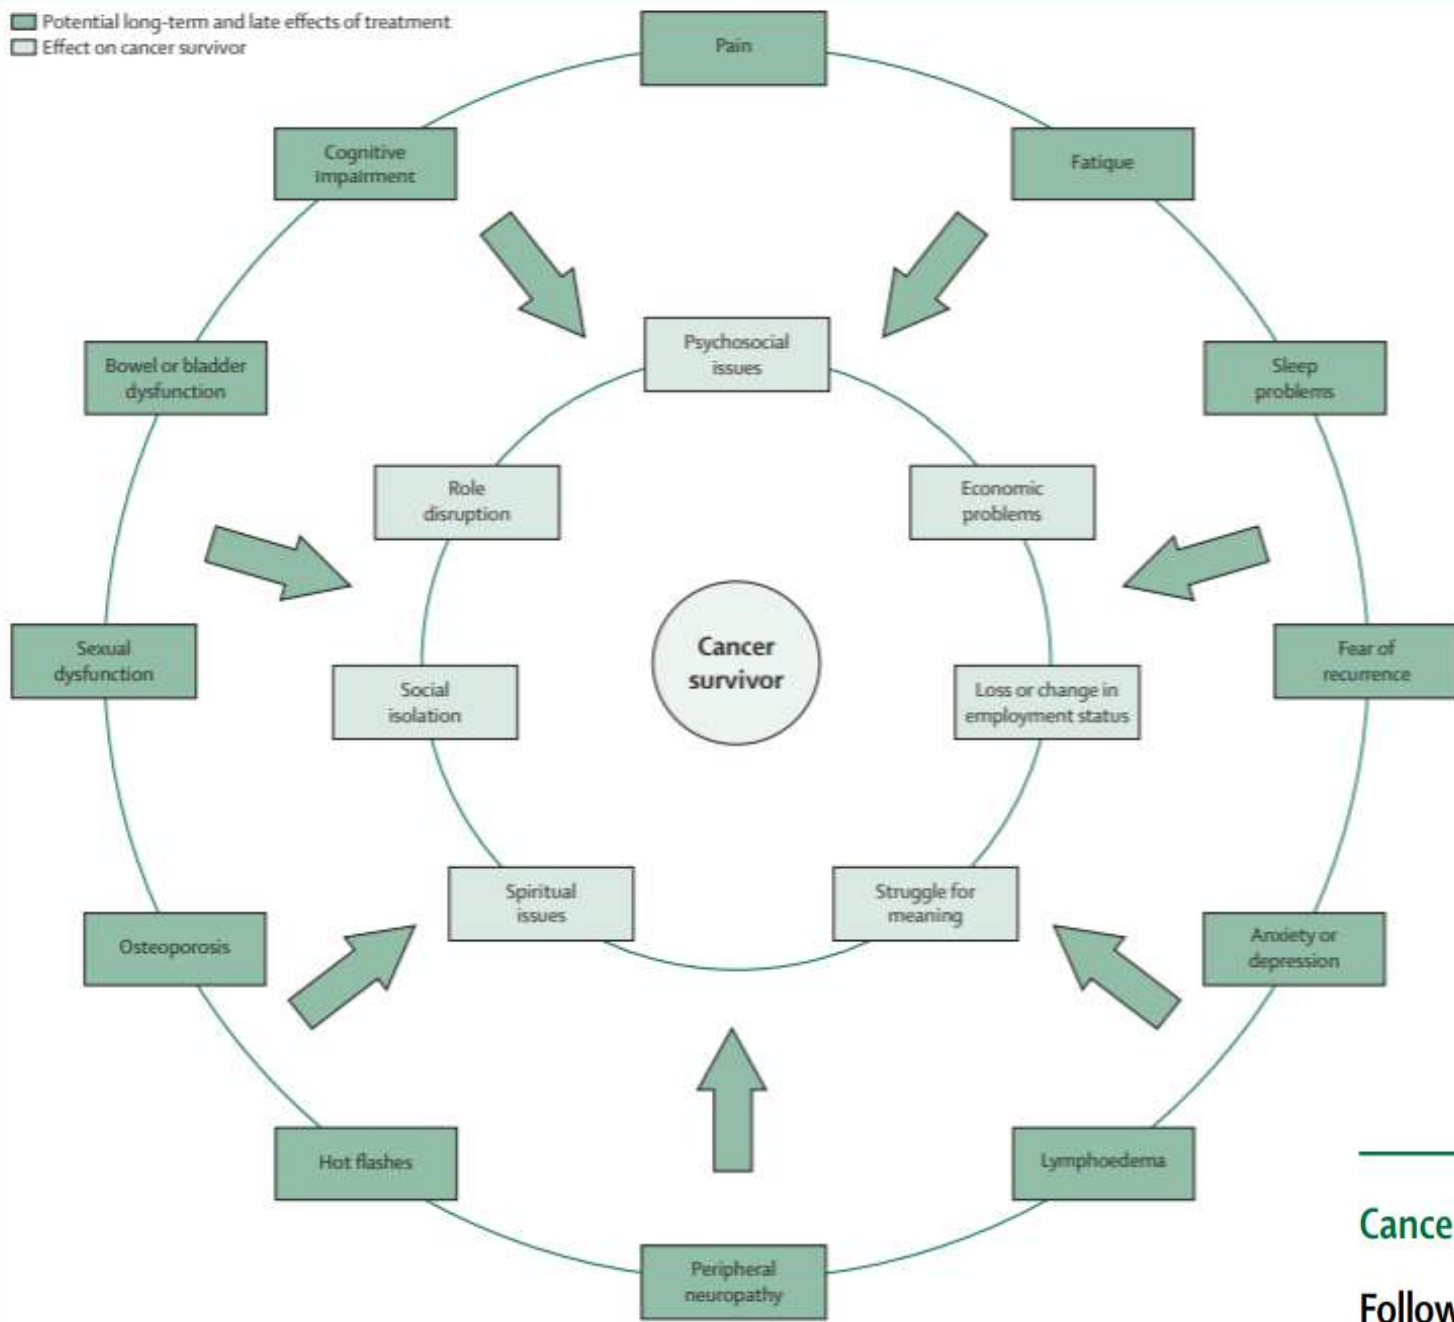 Potential long-term and late effects of treatment
Effect on cancer survivor
Pain
Cognitive
impairment
Fatique
Psychosocial
issues
Bowel or bladder
dysfunction
Sleep
problems
Role
disruption
Economic
problems
Cancer
survivor
Sexual
dysfunction
Social
isolation
Loss or change in
employment status
Fear of
recurrence
Spiritual
issues
Struggle for
meaning
Osteoporosis
Anxiety or
depression
Hot flashes
Lymphoedema
Peripheral
neuropathy
Cance
Follow